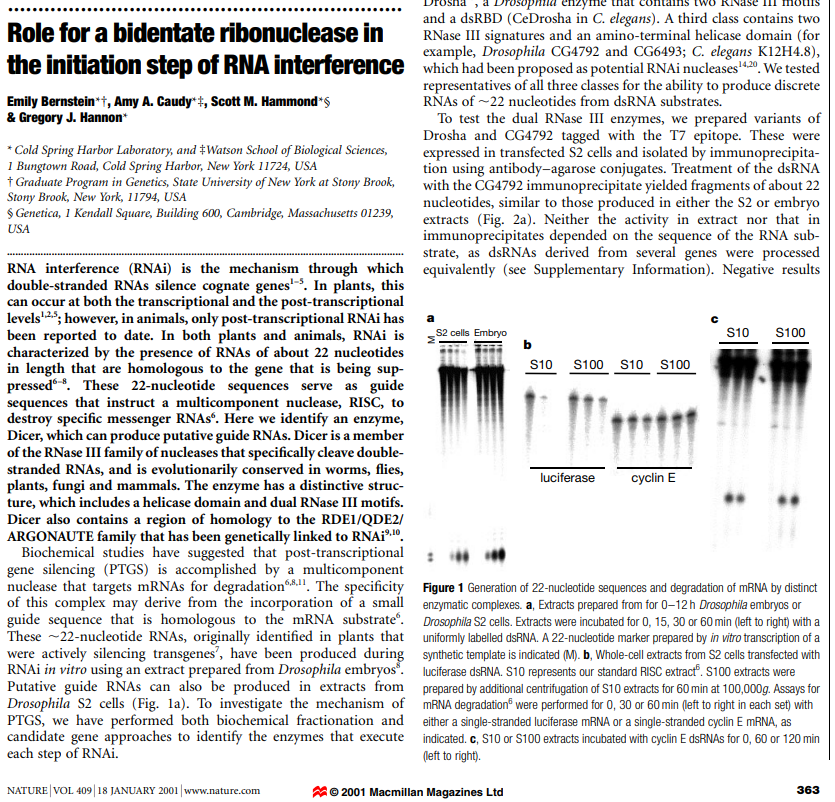 Role for a bidentate ribonuclease in
the initiation step of RNA interference
Emily Bernstein*†, Amy A. Caudy*‡, Scott M. Hammond*§
& Gregory J. Hannon*
* Cold Spring Harbor Laboratory, and ‡Watson School of Biological Sciences,
1 Bungtown Road, Cold Spring Harbor, New York 11724, USA
† Graduate Program in Genetics, State University of New York at Stony Brook,
Stony Brook, New York, 11794, USA
§ Genetica, 1 Kendall Square, Building 600, Cambridge, Massachusetts 01239,
USA
RNA interference (RNAi) is the mechanism through which
double-stranded RNAs silence cognate genes1–5. In plants, this
can occur at both the transcriptional and the post-transcriptional
levels1,2,5; however, in animals, only post-transcriptional RNAi has
been reported to date. In both plants and animals, RNAi is
characterized by the presence of RNAs of about 22 nucleotides
in length that are homologous to the gene that is being sup-
pressed6–8. These 22-nucleotide sequences serve as guide
sequences that instruct a multicomponent nuclease, RISC, to
destroy specific messenger RNAs6. Here we identify an enzyme,
Dicer, which can produce putative guide RNAs. Dicer is a member
of the RNase III family of nucleases that specifically cleave double-
stranded RNAs, and is evolutionarily conserved in worms, flies,
plants, fungi and mammals. The enzyme has a distinctive struc-
ture, which includes a helicase domain and dual RNase III motifs.
Dicer also contains a region of homology to the RDE1/QDE2/
ARGONAUTE family that has been genetically linked to RNAi9,10.
Biochemical studies have suggested that post-transcriptional
gene silencing (PTGS) is accomplished by a multicomponent
nuclease that targets mRNAs for degradation6,8,11. The specificity
of this complex may derive from the incorporation of a small
guide sequence that is homologous to the mRNA substrate6.
These ~22-nucleotide RNAs, originally identified in plants that
were actively silencing transgenes7, have been produced during
RNAi in vitro using an extract prepared from Drosophila embryos8.
Putative guide RNAs can also be produced in extracts from
Drosophila S2 cells (Fig. 1a). To investigate the mechanism of
PTGS, we have performed both biochemical fractionation and
candidate gene approaches to identify the enzymes that execute
each step of RNAi.
Drosha, a Drosophila enzyme that contains two RNase III motifs
and a dsRBD (CeDrosha in C. elegans). A third class contains two
RNase III signatures and an amino-terminal helicase domain (for
example, Drosophila CG4792 and CG6493; C. elegans K12H4.8),
which had been proposed as potential RNAi nucleases14,20. We tested
representatives of all three classes for the ability to produce discrete
RNAs of ~22 nucleotides from dsRNA substrates.
To test the dual RNase III enzymes, we prepared variants of
Drosha and CG4792 tagged with the T7 epitope. These were
expressed in transfected S2 cells and isolated by immunoprecipita-
tion using antibody–agarose conjugates. Treatment of the dsRNA
with the CG4792 immunoprecipitate yielded fragments of about 22
nucleotides, similar to those produced in either the S2 or embryo
extracts (Fig. 2a). Neither the activity in extract nor that in
immunoprecipitates depended on the sequence of the RNA sub-
strate, as dsRNAs derived from several genes were processed
equivalently (see Supplementary Information). Negative results
a
M S2 cells Embryo
b
S10 S100 S10 S100
luciferase cyclin E
c
S10 S100
Figure 1 Generation of 22-nucleotide sequences and degradation of mRNA by distinct
enzymatic complexes. a, Extracts prepared from for 0–12 h Drosophila embryos or
Drosophila S2 cells. Extracts were incubated for 0, 15, 30 or 60 min (left to right) with a
uniformly labelled dsRNA. A 22-nucleotide marker prepared by in vitro transcription of a
synthetic template is indicated (M). b, Whole-cell extracts from S2 cells transfected with
luciferase dsRNA. S10 represents our standard RISC extract6. S100 extracts were
prepared by additional centrifugation of S10 extracts for 60 min at 100,000g. Assays for
mRNA degradation6 were performed for 0, 30 or 60 min (left to right in each set) with
either a single-stranded luciferase mRNA or a single-stranded cyclin E mRNA, as
indicated. c, S10 or S100 extracts incubated with cyclin E dsRNAs for 0, 60 or 120 min
(left to right).
NATURE | VOL 409 | 18 JANUARY 2001 | www.nature.com
© 2001 Macmillan Magazines Ltd
363